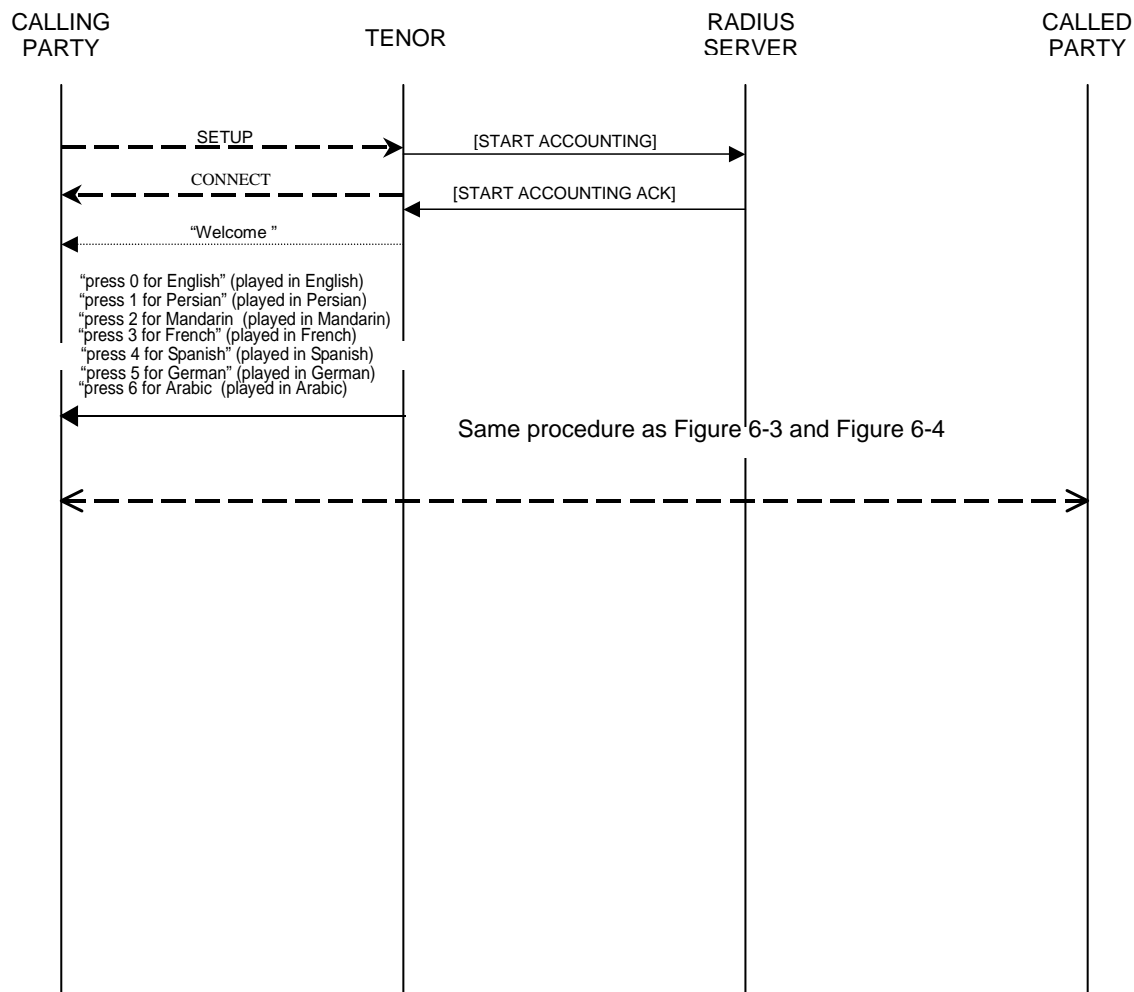 CALLING
PARTY
TENOR
RADIUS
SERVER
CALLED
PARTY
SETUP
[START ACCOUNTING]
CONNECT
[START ACCOUNTING ACK]
“Welcome ”
“press 0 for English” (played in English)
“press 1 for Persian” (played in Persian)
“press 2 for Mandarin (played in Mandarin)
“press 3 for French” (played in French)
“press 4 for Spanish” (played in Spanish)
“press 5 for German” (played in German)
“press 6 for Arabic (played in Arabic)
Same procedure as Figure 6-3 and Figure 6-4